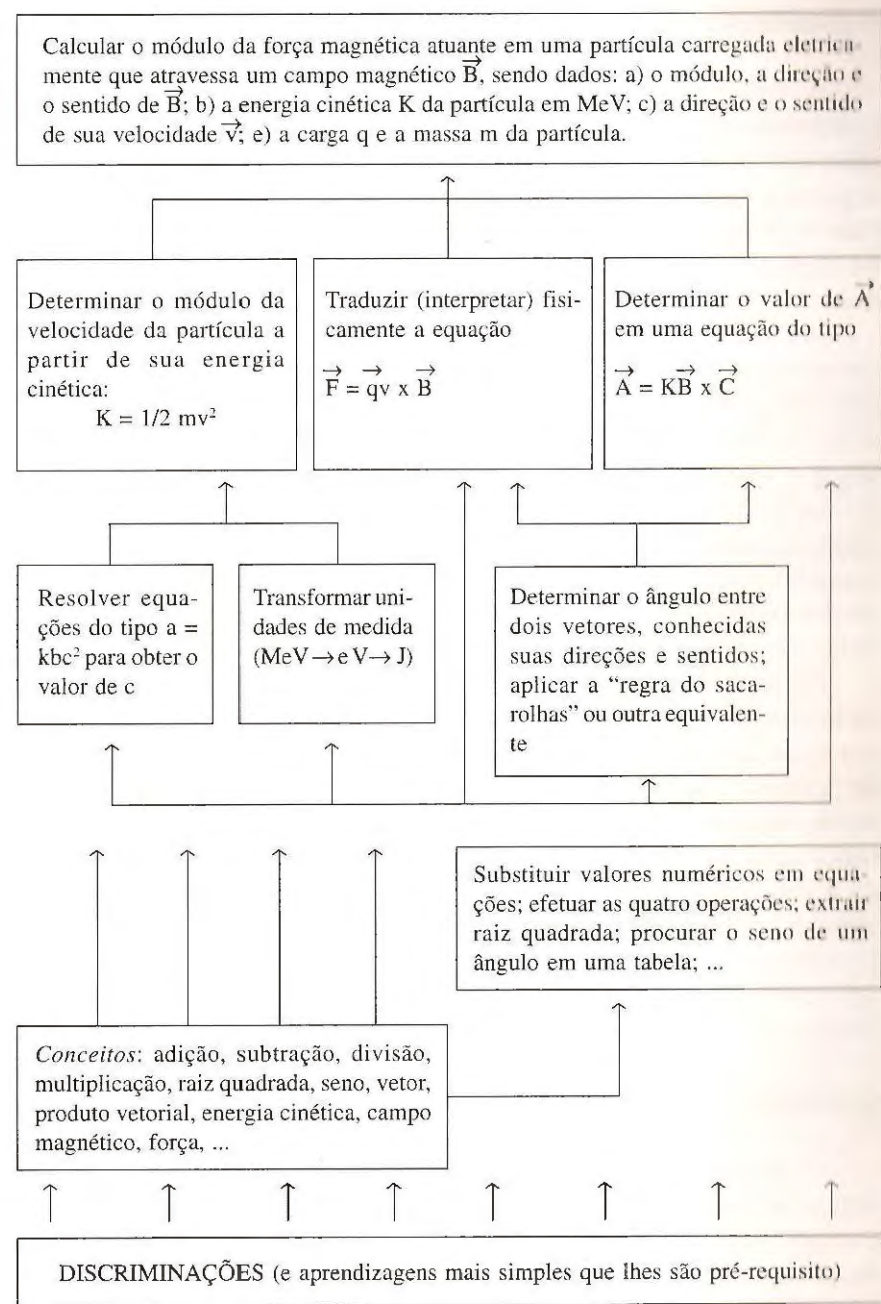 Calcular o módulo da força magnética atuante em uma partícula carregada eletrica-
mente que atravessa um campo magnético B⃗, sendo dados: a) o módulo, a direção e
o sentido de B⃗; b) a energia cinética K da partícula em MeV; c) a direção e o sentido
de sua velocidade v⃗; e) a carga q e a massa m da partícula.
Determinar o módulo da
velocidade da partícula a
partir de sua energia
cinética:
K = 1/2 mv²
Traduzir (interpretar) fisi-
camente a equação
F⃗ = qv⃗ x B⃗
Determinar o valor de A⃗
em uma equação do tipo
A⃗ = KB⃗ x C⃗
Resolver equa-
ções do tipo a =
kbc² para obter o
valor de c
Transformar uni-
dades de medida
(MeV → e V → J)
Determinar o ângulo entre
dois vetores, conhecidas
suas direções e sentidos;
aplicar a “regra do saca-
rolhas” ou outra equivalen-
te
Substituir valores numéricos em equa-
ções; efetuar as quatro operações; extrair
raiz quadrada; procurar o seno de um
ângulo em uma tabela; ...
Conceitos: adição, subtração, divisão,
multiplicação, raiz quadrada, seno, vetor,
produto vetorial, energia cinética, campo
magnético, força, ...
DISCRIMINAÇÕES (e aprendizagens mais simples que lhes são pré-requisito)